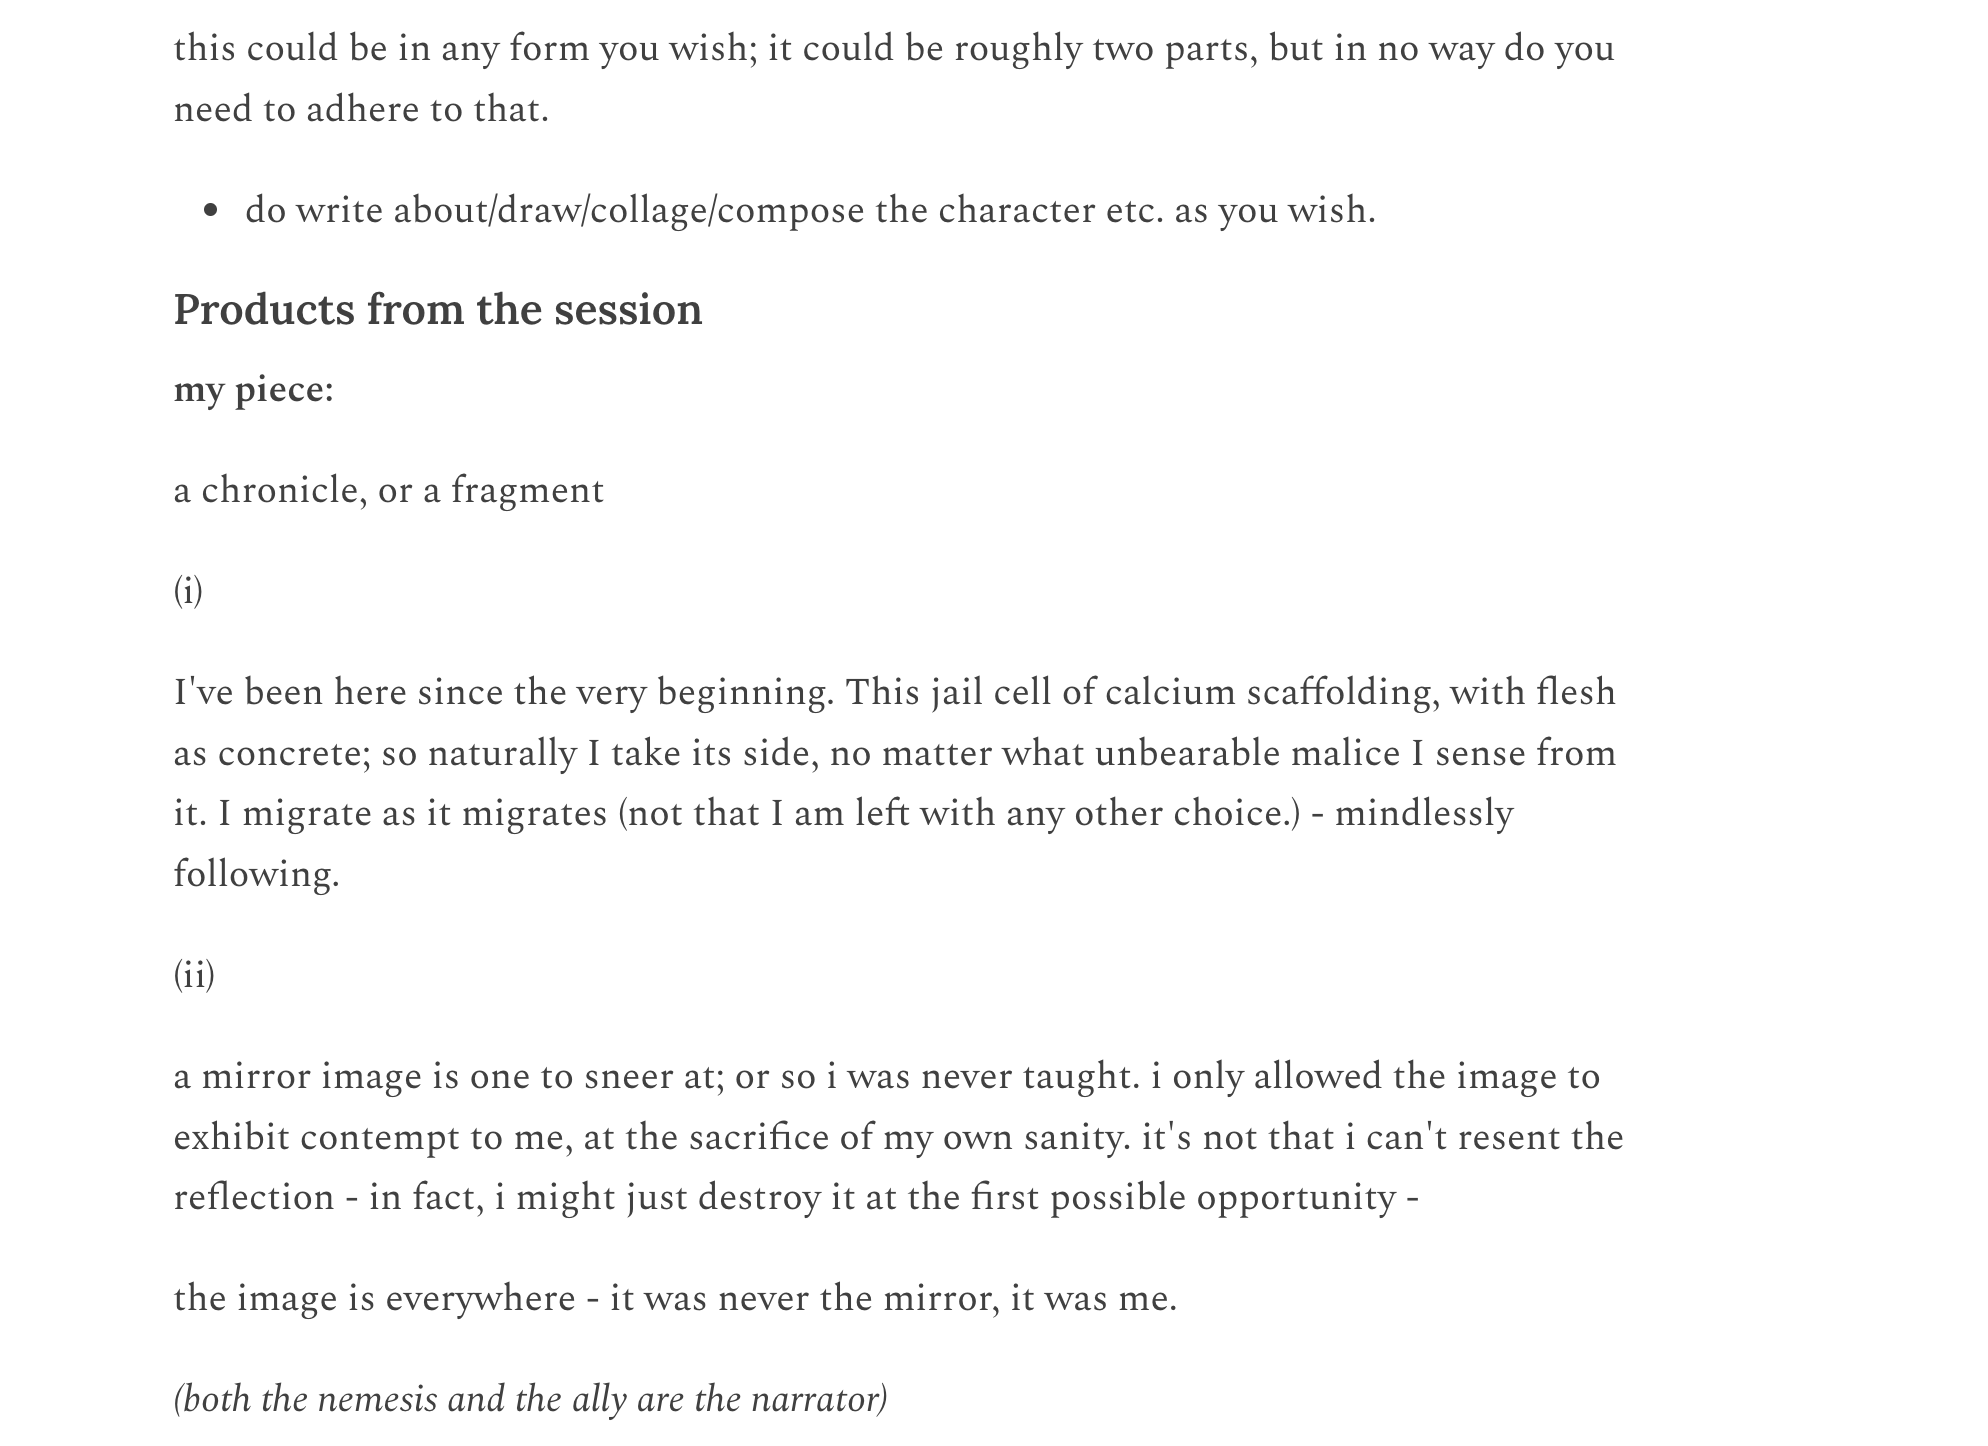 this could be in any form you wish; it could be roughly two parts, but in no way do you
need to adhere to that.
• do write about/draw/collage/compose the character etc. as you wish.
Products from the session
my piece:
a chronicle, or a fragment
(i)
I've been here since the very beginning. This jail cell of calcium scaffolding, with flesh
as concrete; so naturally I take its side, no matter what unbearable malice I sense from
it. I migrate as it migrates (not that I am left with any other choice.) - mindlessly
following.
(ii)
a mirror image is one to sneer at; or so i was never taught. i only allowed the image to
exhibit contempt to me, at the sacrifice of my own sanity. it's not that i can't resent the
reflection - in fact, i might just destroy it at the first possible opportunity -
the image is everywhere - it was never the mirror, it was me.
(both the nemesis and the ally are the narrator)